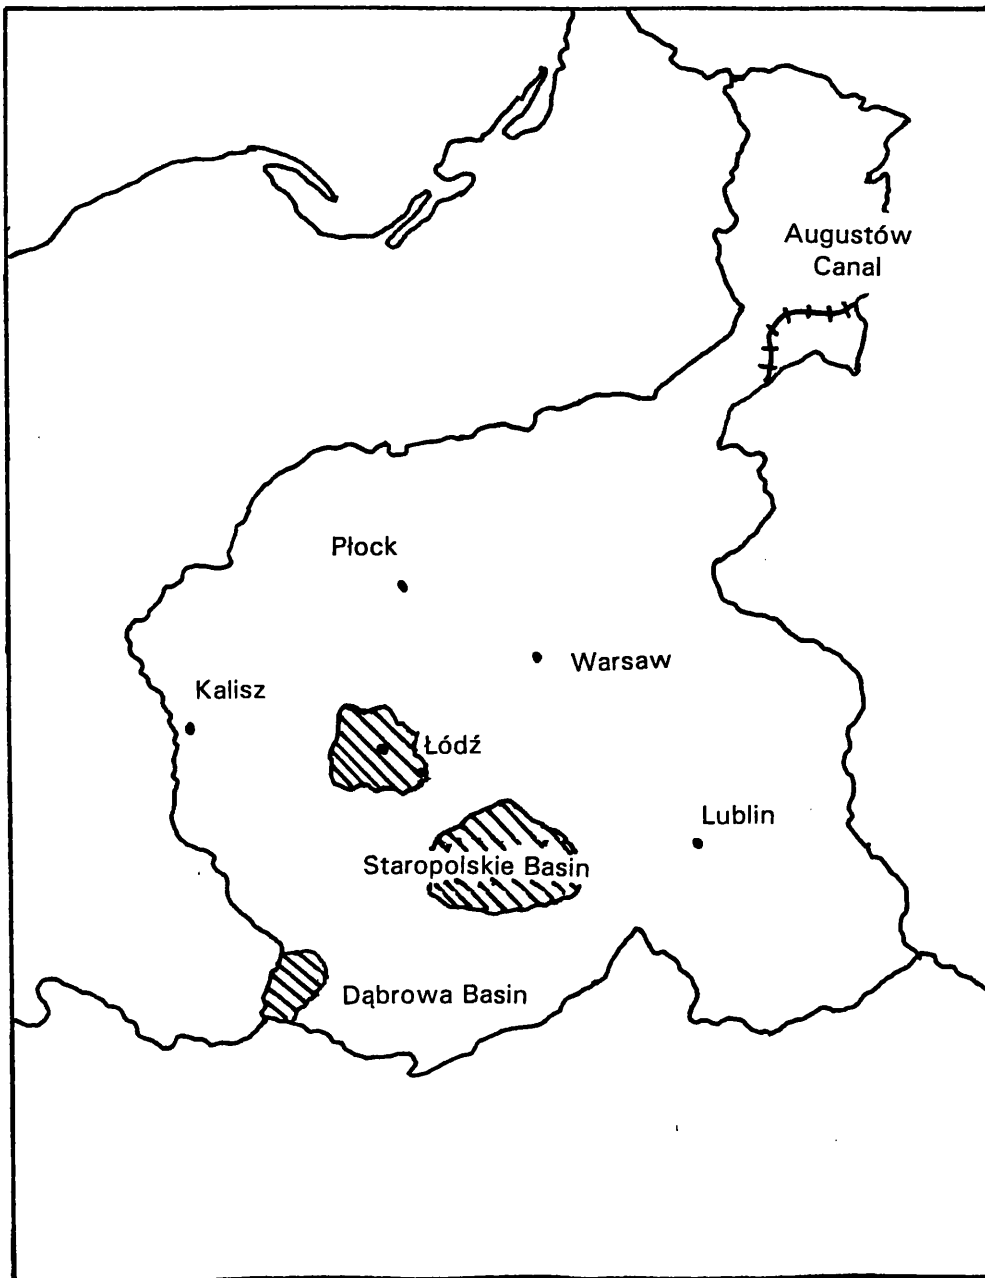 Augustów
Canal
Płock
Warsaw
Kalisz
Łódź
Lublin
Staropolskie Basin
Dąbrowa Basin